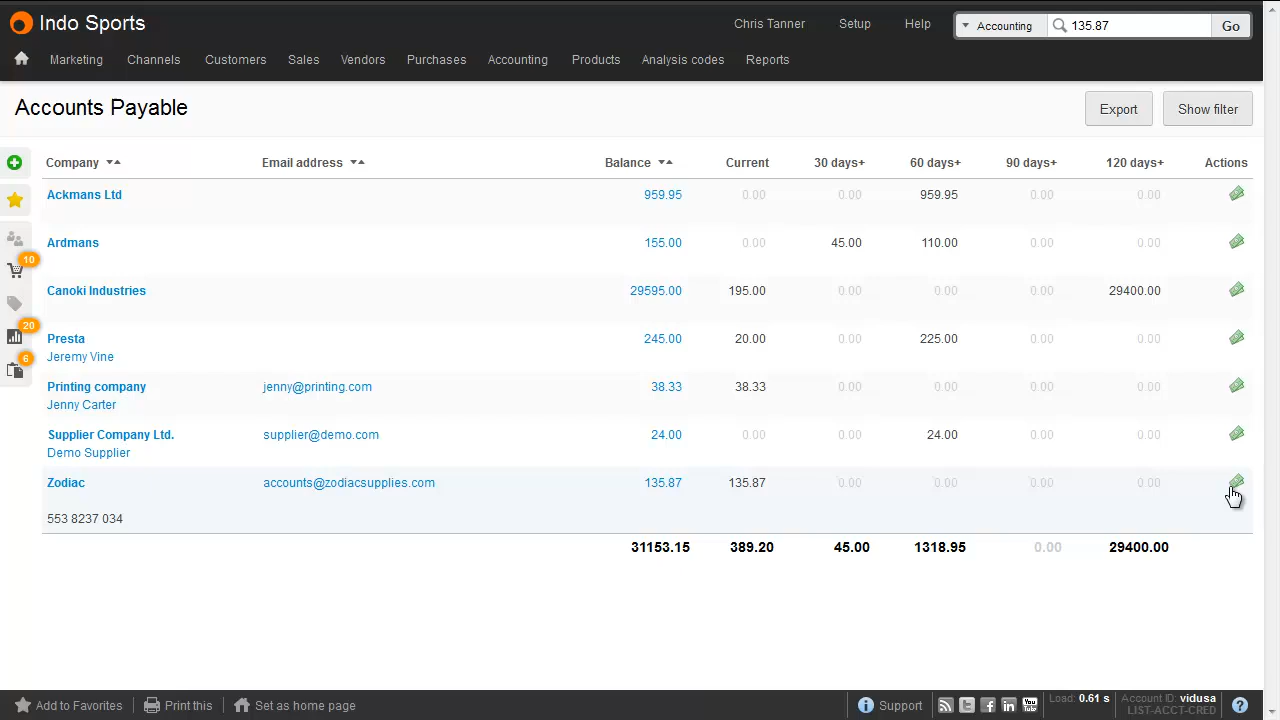 Indo Sports
Chris Tanner Setup Help Accounting 135.87 Go
Marketing Channels Customers Sales Vendors Purchases Accounting Products Analysis codes Reports
Accounts Payable Export Show filter
Company Email address Balance Current 30 days+ 60 days+ 90 days+ 120 days+ Actions
Ackmans Ltd 959.95 0.00 0.00 959.95 0.00 0.00
Ardmans 155.00 0.00 45.00 110.00 0.00 0.00
10
Canoki Industries 29595.00 195.00 0.00 0.00 0.00 29400.00
20
Presta 245.00 20.00 0.00 225.00 0.00 0.00
Jeremy Vine
6
Printing company jenny@printing.com 38.33 38.33 0.00 0.00 0.00 0.00
Jenny Carter
Supplier Company Ltd. supplier@demo.com 24.00 0.00 0.00 24.00 0.00 0.00
Demo Supplier
Zodiac accounts@zodiacsupplies.com 135.87 135.87 0.00 0.00 0.00 0.00
553 8237 034
31153.15 389.20 45.00 1318.95 0.00 29400.00
Add to Favorites Print this Set as home page Support You Tube Load: 0.61 s Account ID: vidusa
LIST-ACCT-CRED